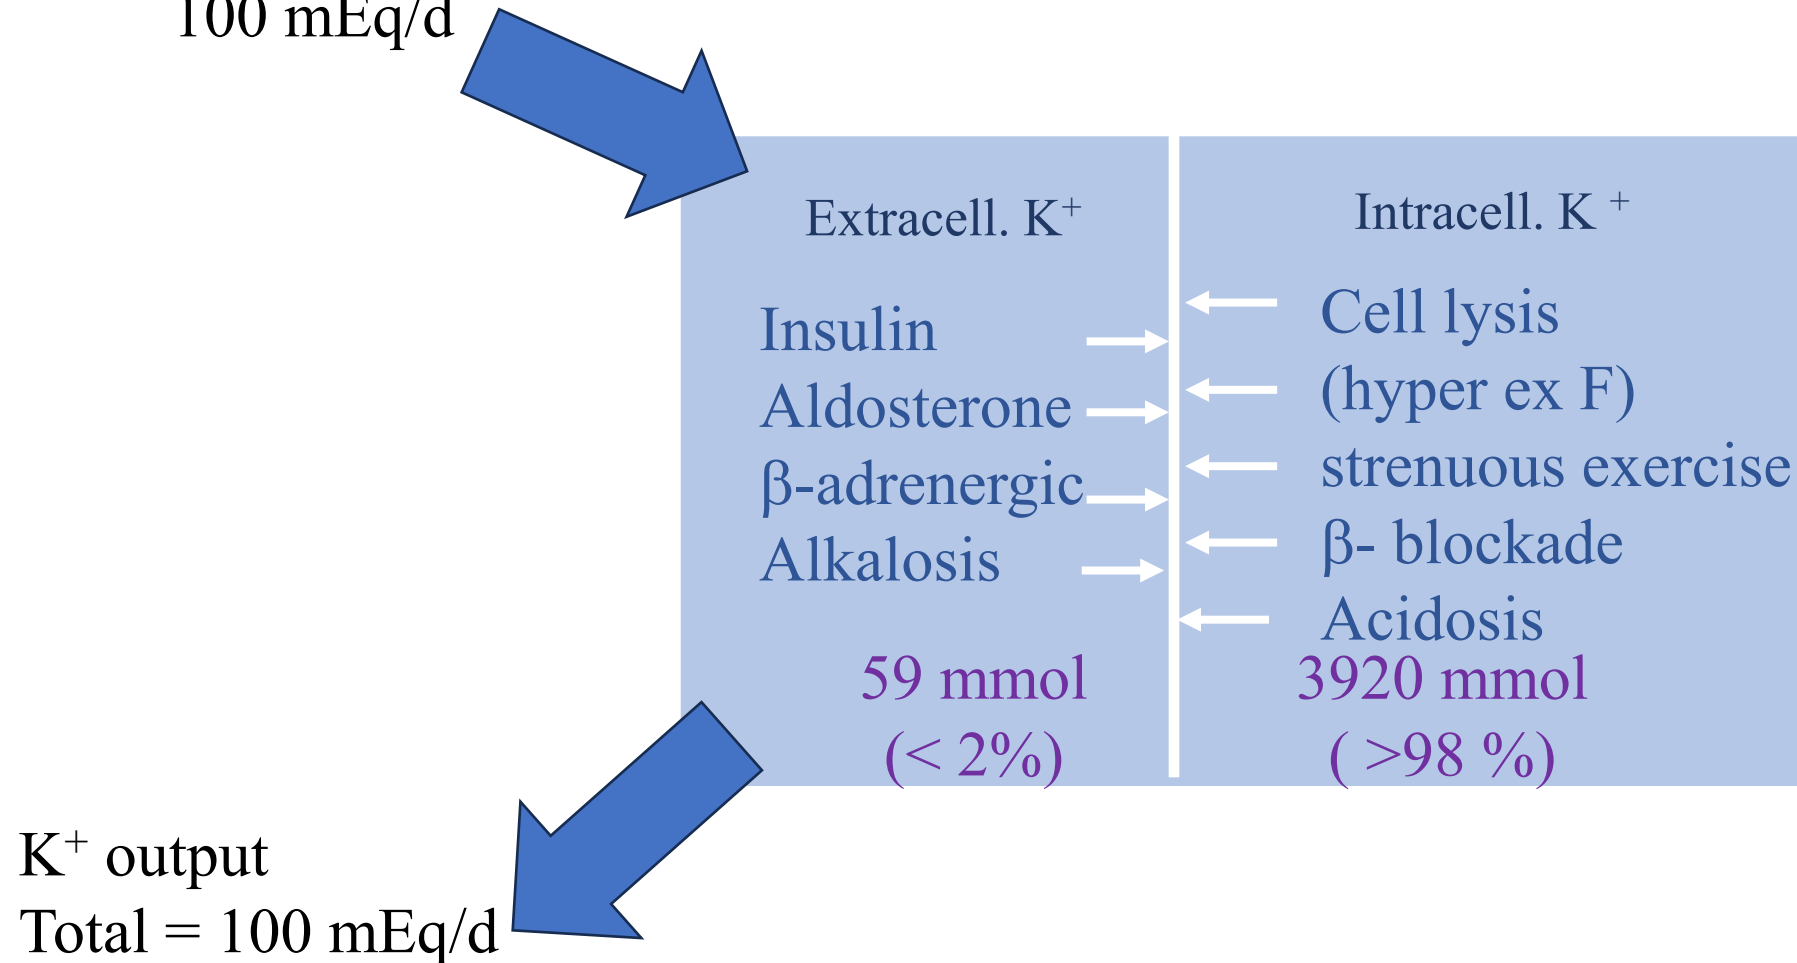 100 mEq/d
Extracell. K⁺
Insulin
Aldosterone
β-adrenergic
Alkalosis
59 mmol
(< 2%)
Intracell. K ⁺
Cell lysis
(hyper ex F)
strenuous exercise
β- blockade
Acidosis
3920 mmol
( >98 %)
K⁺ output
Total = 100 mEq/d